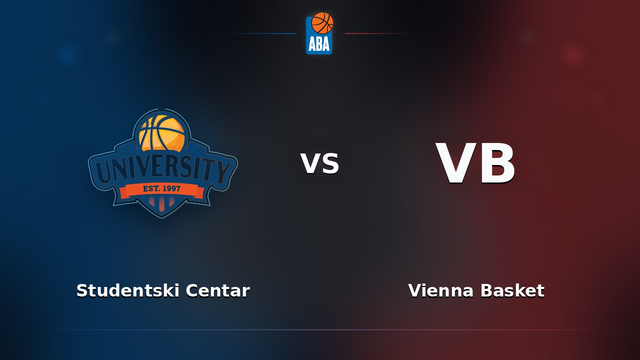 ABA
UNIVERSITY
EST. 1997
VS
VB
Studentski Centar
Vienna Basket